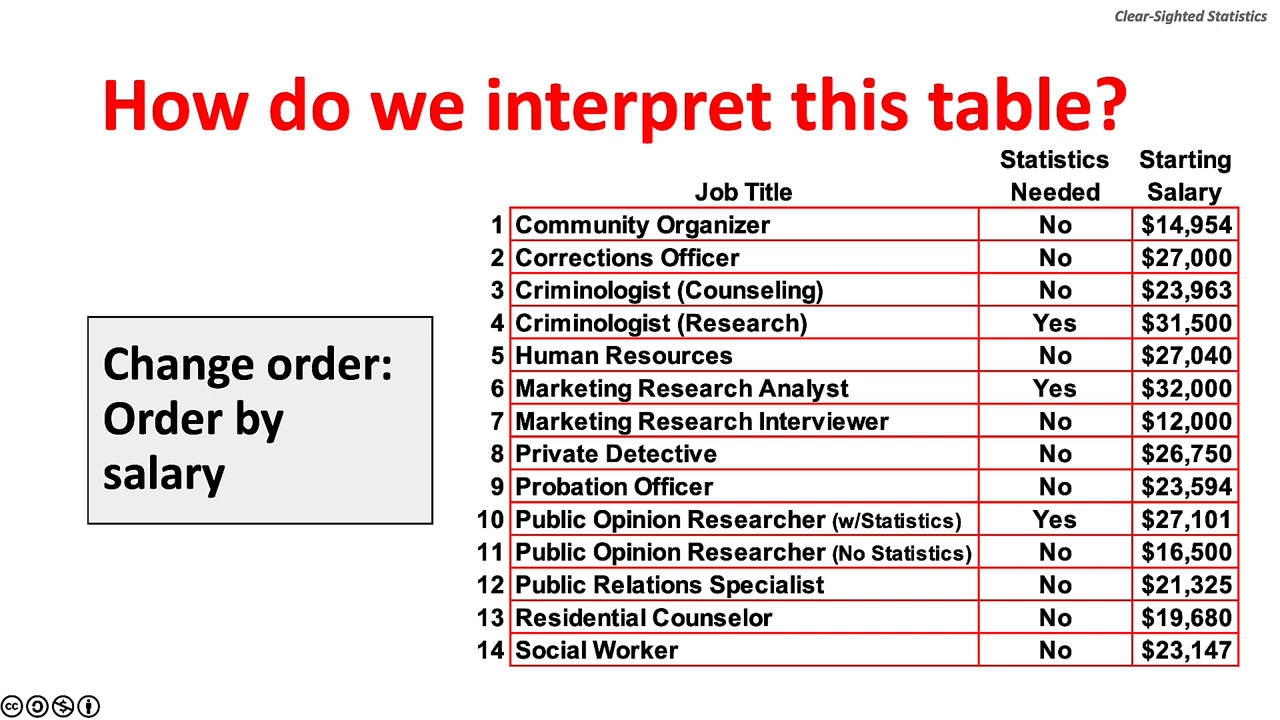 Clear-Sighted Statistics
How do we interpret this table?
Change order:
Order by
salary
Job Title Statistics Needed Starting Salary
1 Community Organizer No $14,954
2 Corrections Officer No $27,000
3 Criminologist (Counseling) No $23,963
4 Criminologist (Research) Yes $31,500
5 Human Resources No $27,040
6 Marketing Research Analyst Yes $32,000
7 Marketing Research Interviewer No $12,000
8 Private Detective No $26,750
9 Probation Officer No $23,594
10 Public Opinion Researcher (w/Statistics) Yes $27,101
11 Public Opinion Researcher (No Statistics) No $16,500
12 Public Relations Specialist No $21,325
13 Residential Counselor No $19,680
14 Social Worker No $23,147
cc